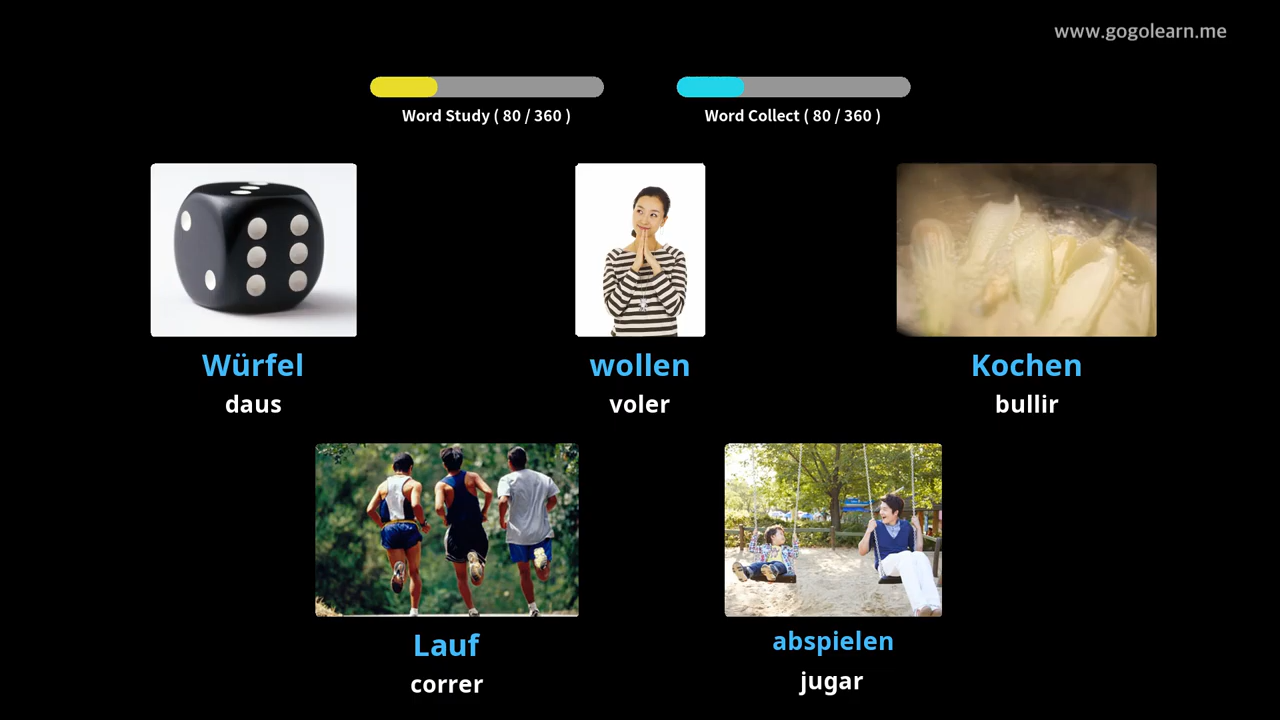 www.gogolearn.me
Word Study ( 80 / 360 )
Word Collect ( 80 / 360 )
Würfel
daus
wollen
voler
Kochen
bullir
Lauf
correr
abspielen
jugar